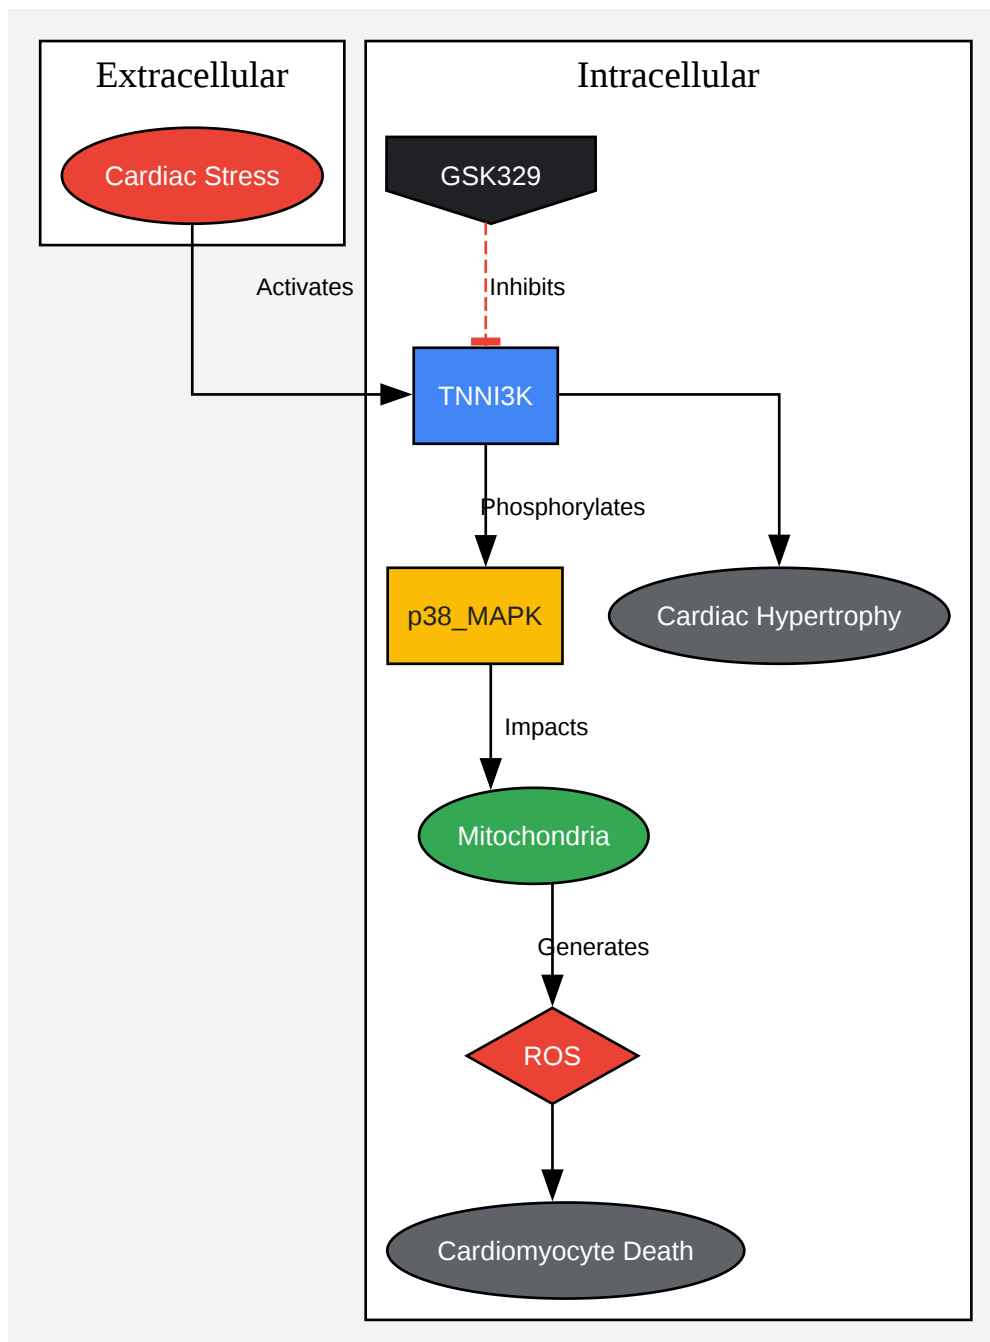 Extracellular
Intracellular
Cardiac Stress
GSK329
Activates
Inhibits
TNNI3K
Phosphorylates
p38_MAPK
Cardiac Hypertrophy
Impacts
Mitochondria
Generates
ROS
Cardiomyocyte Death